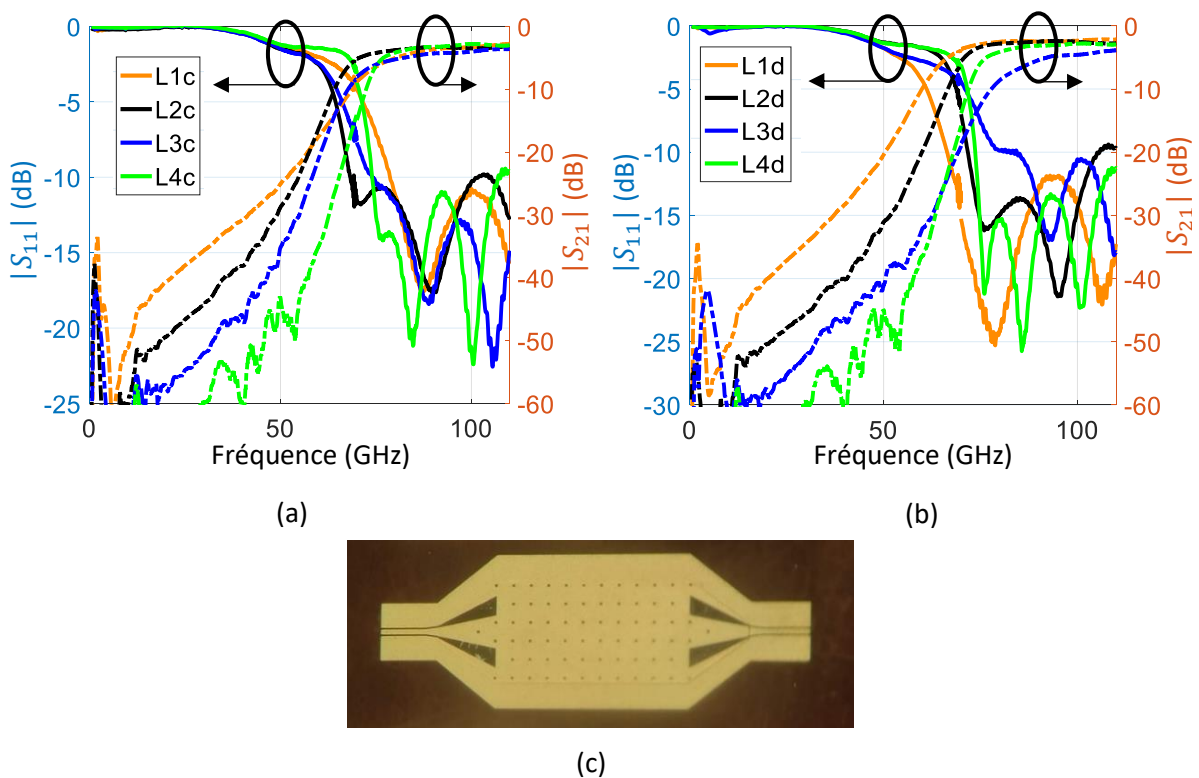 0
-5
-10
-15
-20
-25
|S₁₁| (dB)
0
-10
-20
-30
-40
-50
-60
|S₂₁| (dB)
L1c
L2c
L3c
L4c
0
50
100
Fréquence (GHz)
(a)
0
-5
-10
-15
-20
-25
-30
|S₁₁| (dB)
0
-10
-20
-30
-40
-50
-60
|S₂₁| (dB)
L1d
L2d
L3d
L4d
0
50
100
Fréquence (GHz)
(b)
(c)